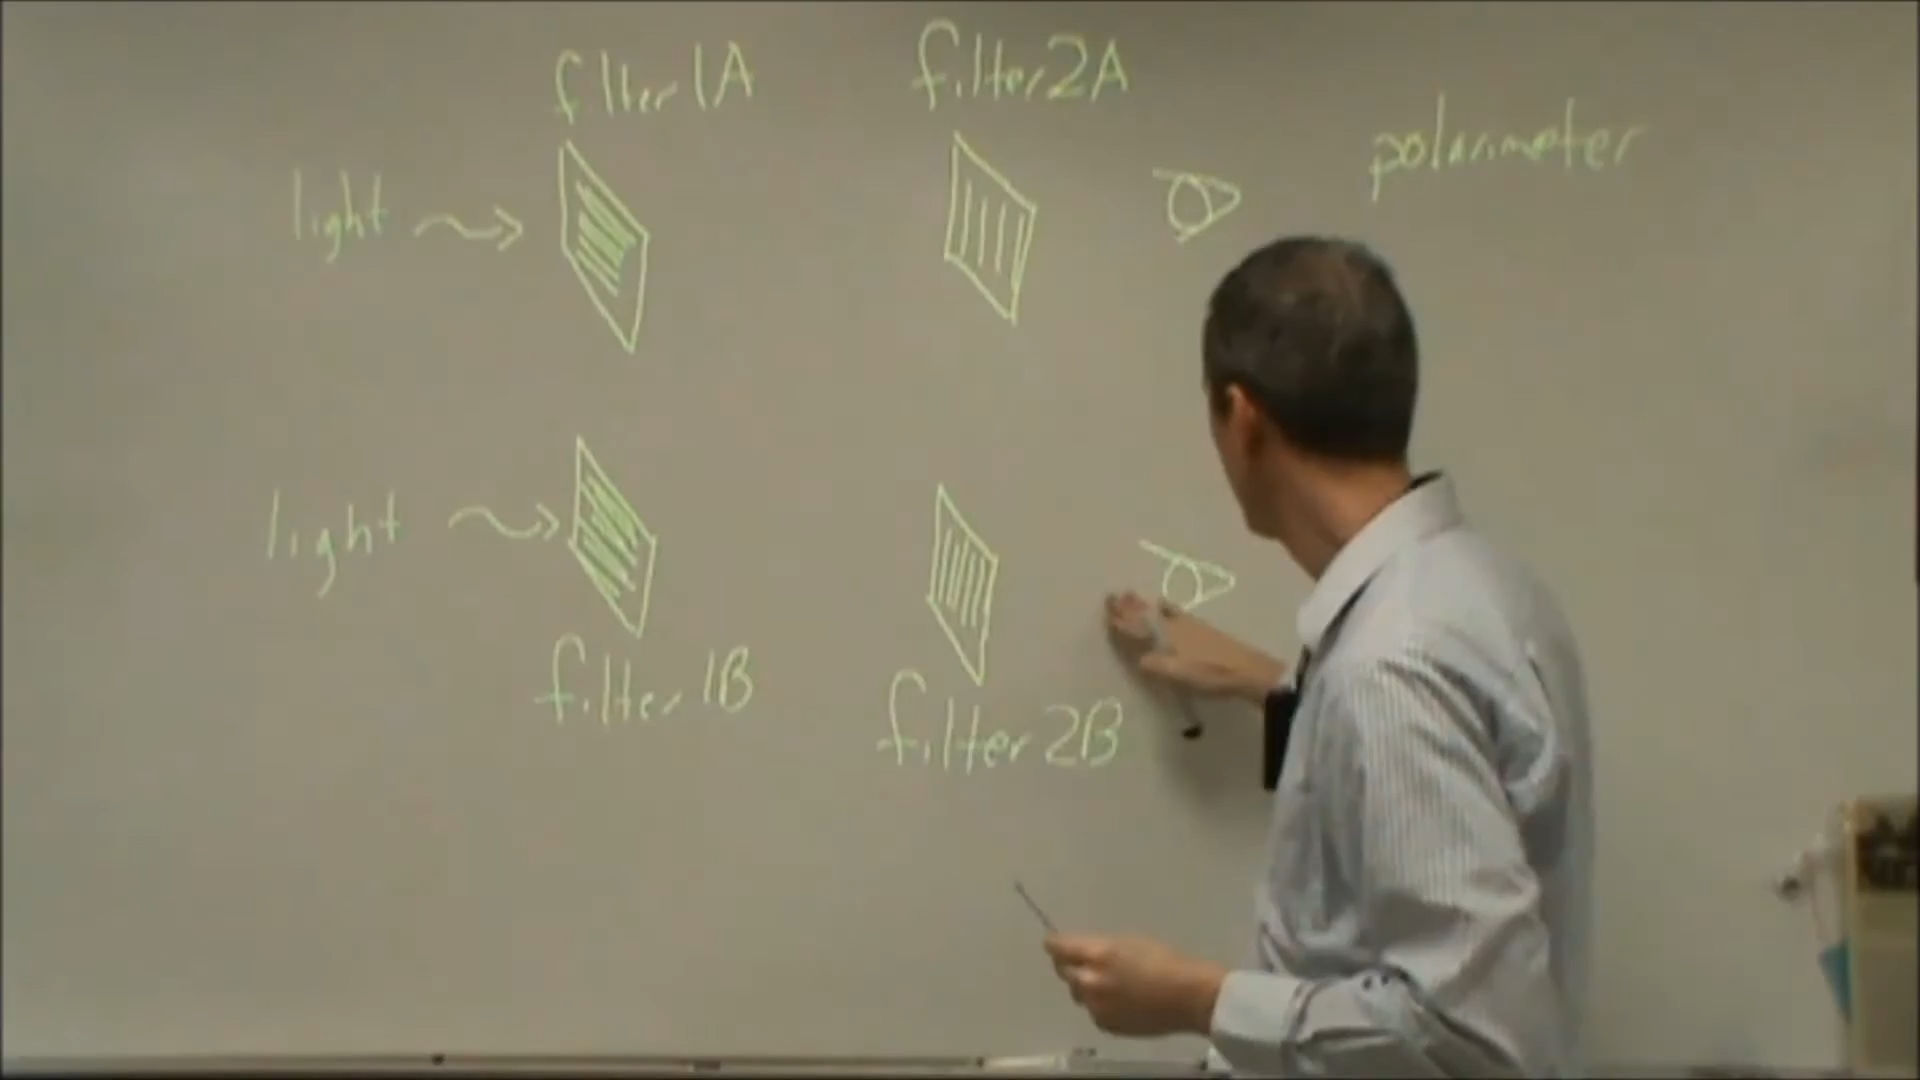 filter 1A
filter 2A
polarimeter
light
light
filter 1B
filter 2B